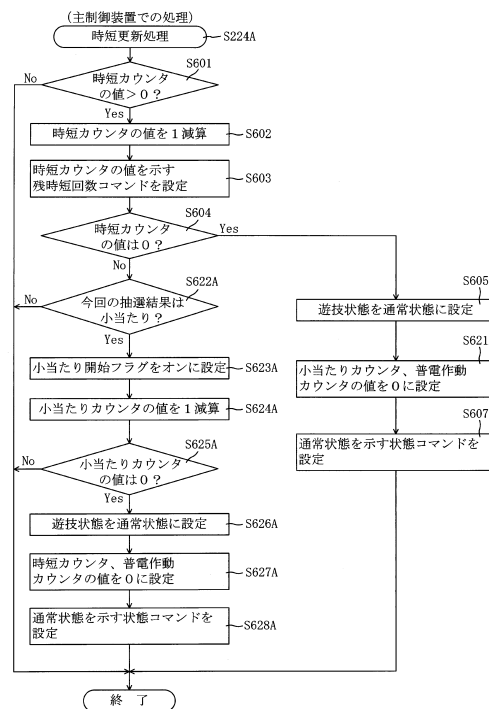 (主制御装置での処理)
時短更新処理
S224A
S601
時短カウンタ
の値>0?
No
Yes
時短カウンタの値を1減算
S602
時短カウンタの値を示す
残時短回数コマンドを設定
S603
S604
時短カウンタ
の値は0?
Yes
No
S622A
今回の抽選結果は
小当たり?
No
Yes
S605
遊技状態を通常状態に設定
S621
小当たりカウンタ、普電作動
カウンタの値を0に設定
S607
通常状態を示す状態コマンドを
設定
小当たり開始フラグをオンに設定
S623A
小当たりカウンタの値を1減算
S624A
S625A
小当たりカウンタ
の値は0?
No
Yes
遊技状態を通常状態に設定
S626A
時短カウンタ、普電作動
カウンタの値を0に設定
S627A
通常状態を示す状態コマンドを
設定
S628A
終 了